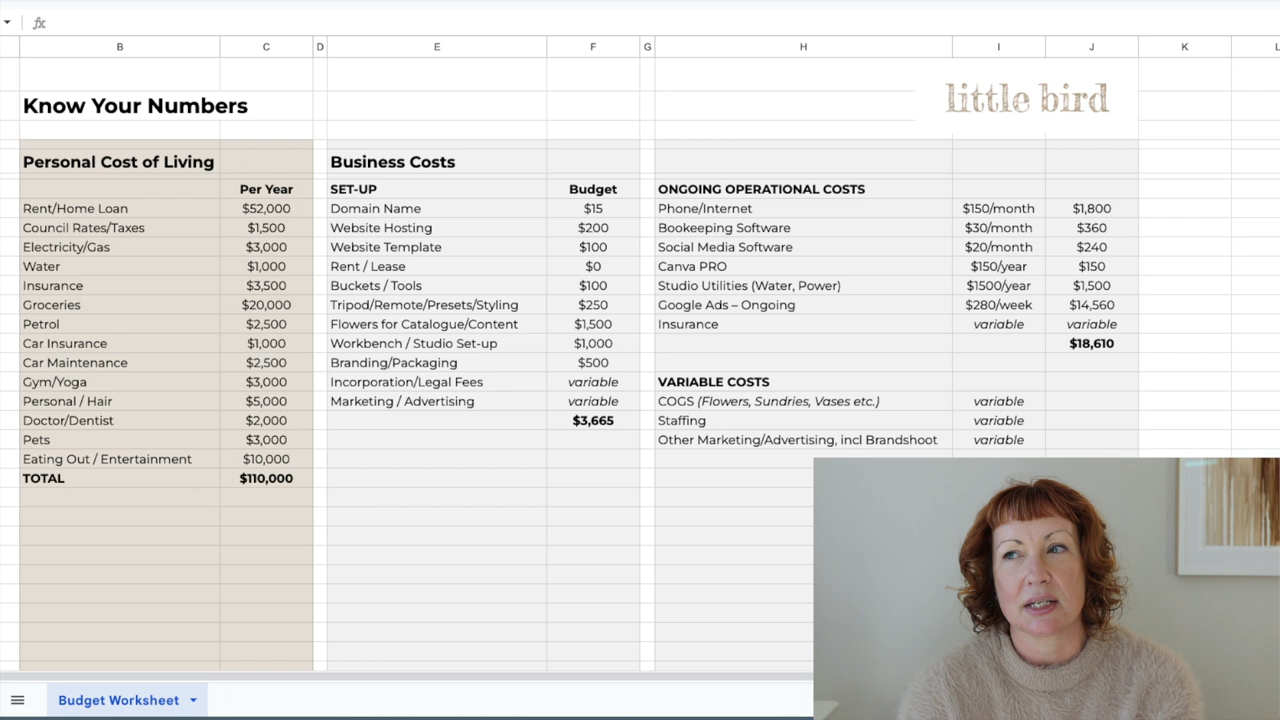 fx
B C D E F G H I J K L
Know Your Numbers
little bird
Personal Cost of Living
Per Year
Rent/Home Loan $52,000
Council Rates/Taxes $1,500
Electricity/Gas $3,000
Water $1,000
Insurance $3,500
Groceries $20,000
Petrol $2,500
Car Insurance $1,000
Car Maintenance $2,500
Gym/Yoga $3,000
Personal / Hair $5,000
Doctor/Dentist $2,000
Pets $3,000
Eating Out / Entertainment $10,000
TOTAL $110,000
Business Costs
SET-UP Budget
Domain Name $15
Website Hosting $200
Website Template $100
Rent / Lease $0
Buckets / Tools $100
Tripod/Remote/Presets/Styling $250
Flowers for Catalogue/Content $1,500
Workbench / Studio Set-up $1,000
Branding/Packaging $500
Incorporation/Legal Fees variable
Marketing / Advertising variable
$3,665
ONGOING OPERATIONAL COSTS
Phone/Internet $150/month $1,800
Bookeeping Software $30/month $360
Social Media Software $20/month $240
Canva PRO $150/year $150
Studio Utilities (Water, Power) $1500/year $1,500
Google Ads – Ongoing $280/week $14,560
Insurance variable variable
$18,610
VARIABLE COSTS
COGS (Flowers, Sundries, Vases etc.) variable
Staffing variable
Other Marketing/Advertising, incl Brandshoot variable
Budget Worksheet